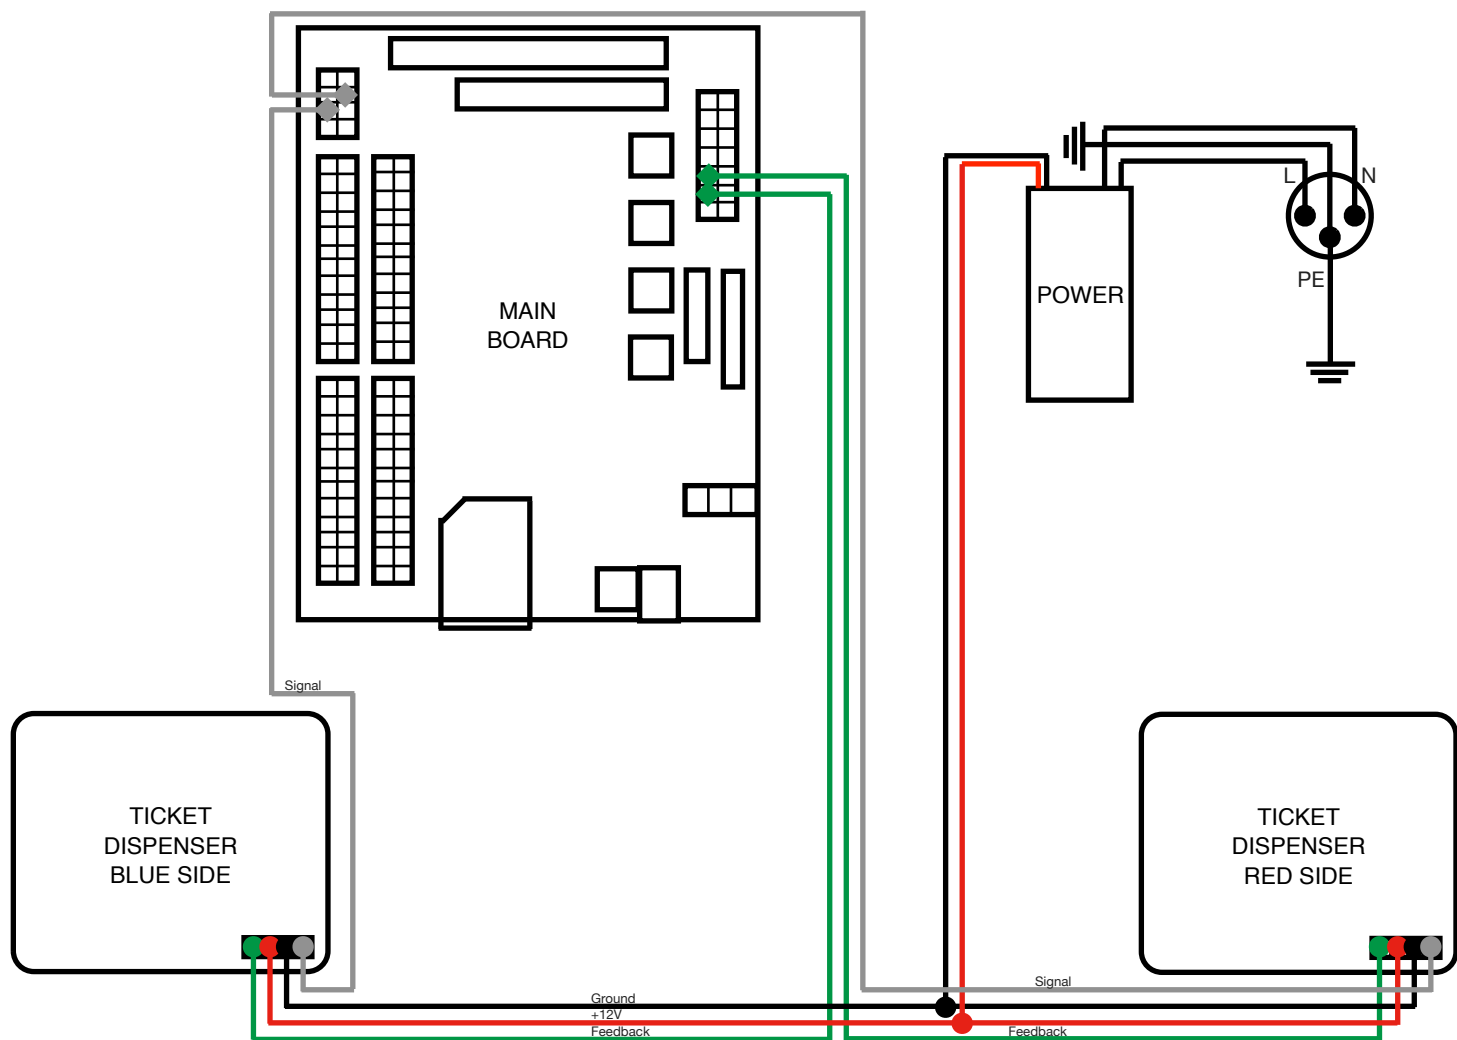 L
N
PE
POWER
MAIN
BOARD
Signal
TICKET
DISPENSER
BLUE SIDE
TICKET
DISPENSER
RED SIDE
Signal
Ground
+12V
Feedback
Feedback